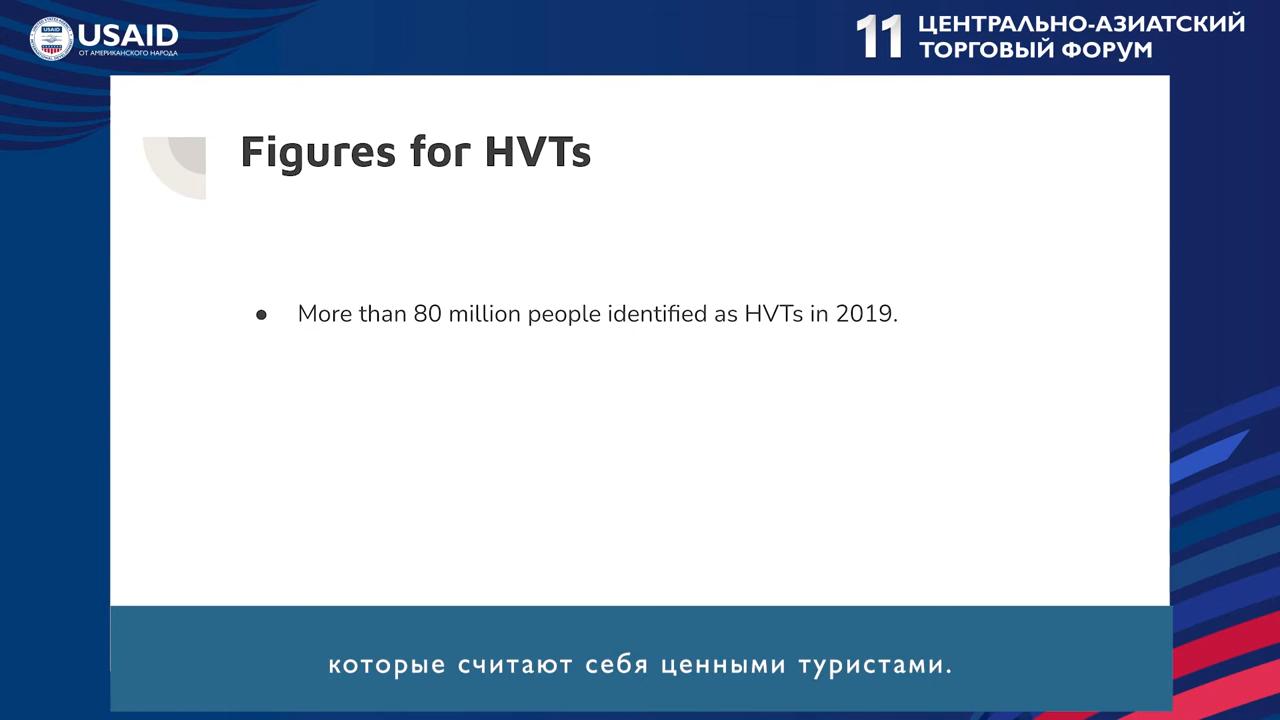 USAID
ОТ АМЕРИКАНСКОГО НАРОДА
11 ЦЕНТРАЛЬНО-АЗИАТСКИЙ
ТОРГОВЫЙ ФОРУМ
Figures for HVTs
● More than 80 million people identified as HVTs in 2019.
которые считают себя ценными туристами.